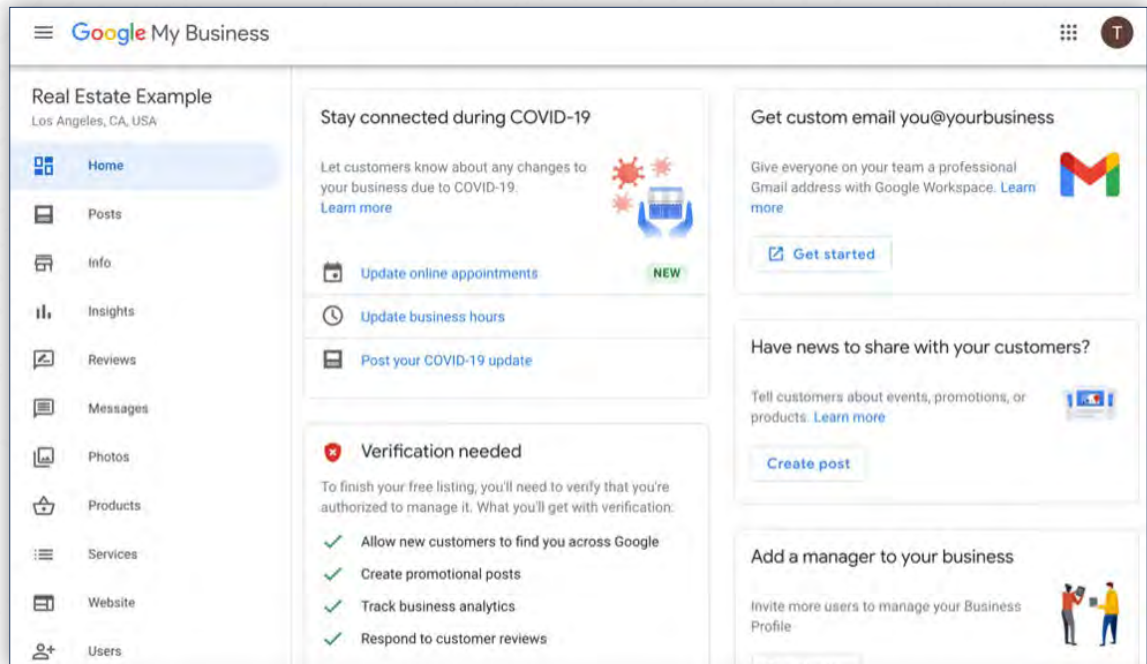 Google My Business
T
Real Estate Example
Los Angeles, CA, USA
Home
Posts
Info
Insights
Reviews
Messages
Photos
Products
Services
Website
Users
Stay connected during COVID-19
Let customers know about any changes to
your business due to COVID-19.
Learn more
Update online appointments NEW
Update business hours
Post your COVID-19 update
Verification needed
To finish your free listing, you'll need to verify that you're
authorized to manage it. What you'll get with verification:
Allow new customers to find you across Google
Create promotional posts
Track business analytics
Respond to customer reviews
Get custom email you@yourbusiness
Give everyone on your team a professional
Gmail address with Google Workspace. Learn
more
Get started
Have news to share with your customers?
Tell customers about events, promotions, or
products. Learn more
Create post
Add a manager to your business
Invite more users to manage your Business
Profile